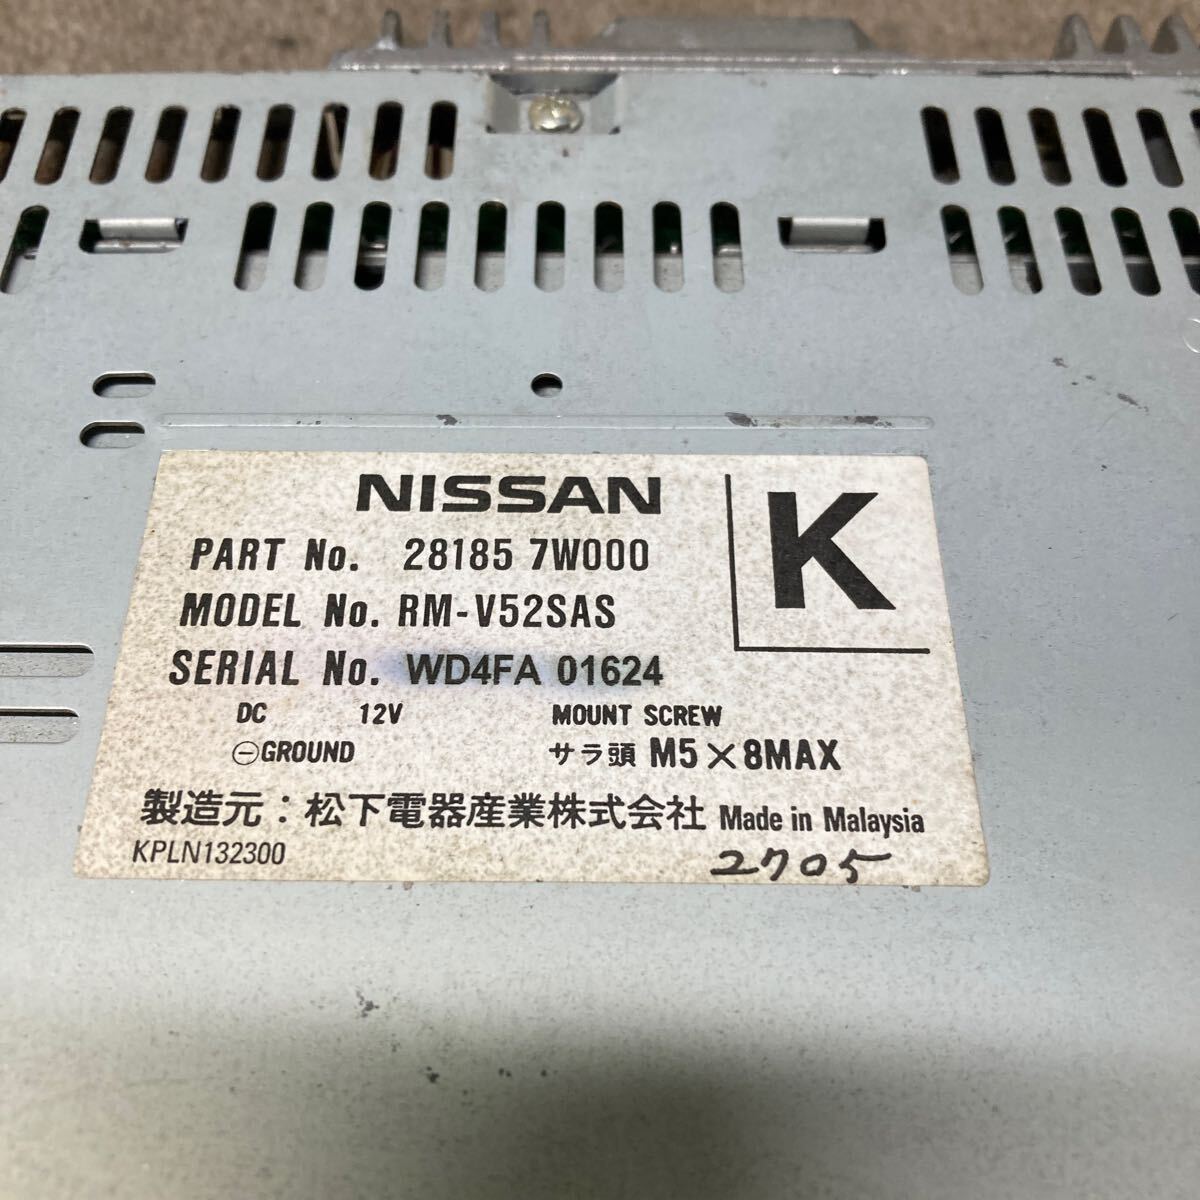 NISSAN
K
PART No. 28185 7W000
MODEL No. RM-V52SAS
SERIAL No. WD4FA 01624
DC 12V MOUNT SCREW
⊖GROUND サラ頭 M5×8MAX
製造元：松下電器産業株式会社 Made in Malaysia
KPLN132300 2705